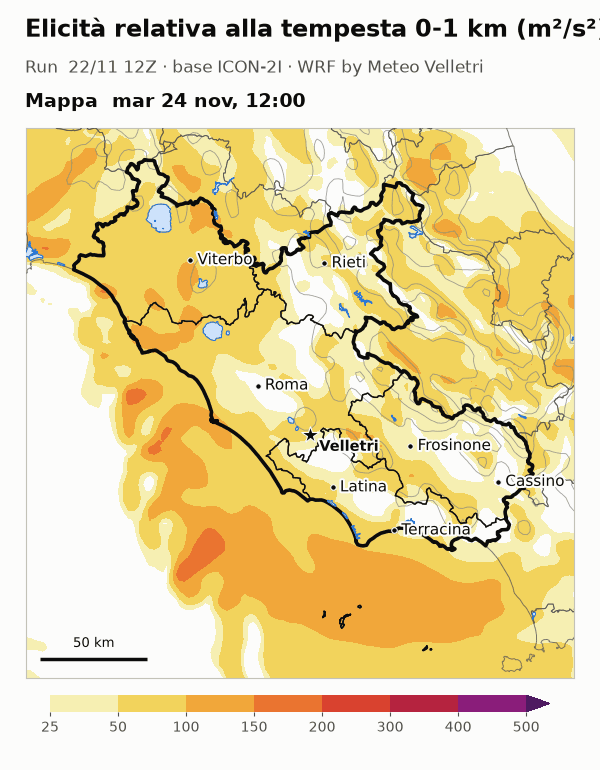 Elicità relativa alla tempesta 0-1 km (m²/s²)
Run 22/11 12Z · base ICON-2I · WRF by Meteo Velletri
Mappa mar 24 nov, 12:00
Viterbo
Rieti
Roma
Velletri
Frosinone
Latina
Cassino
Terracina
50 km
25 50 100 150 200 300 400 500